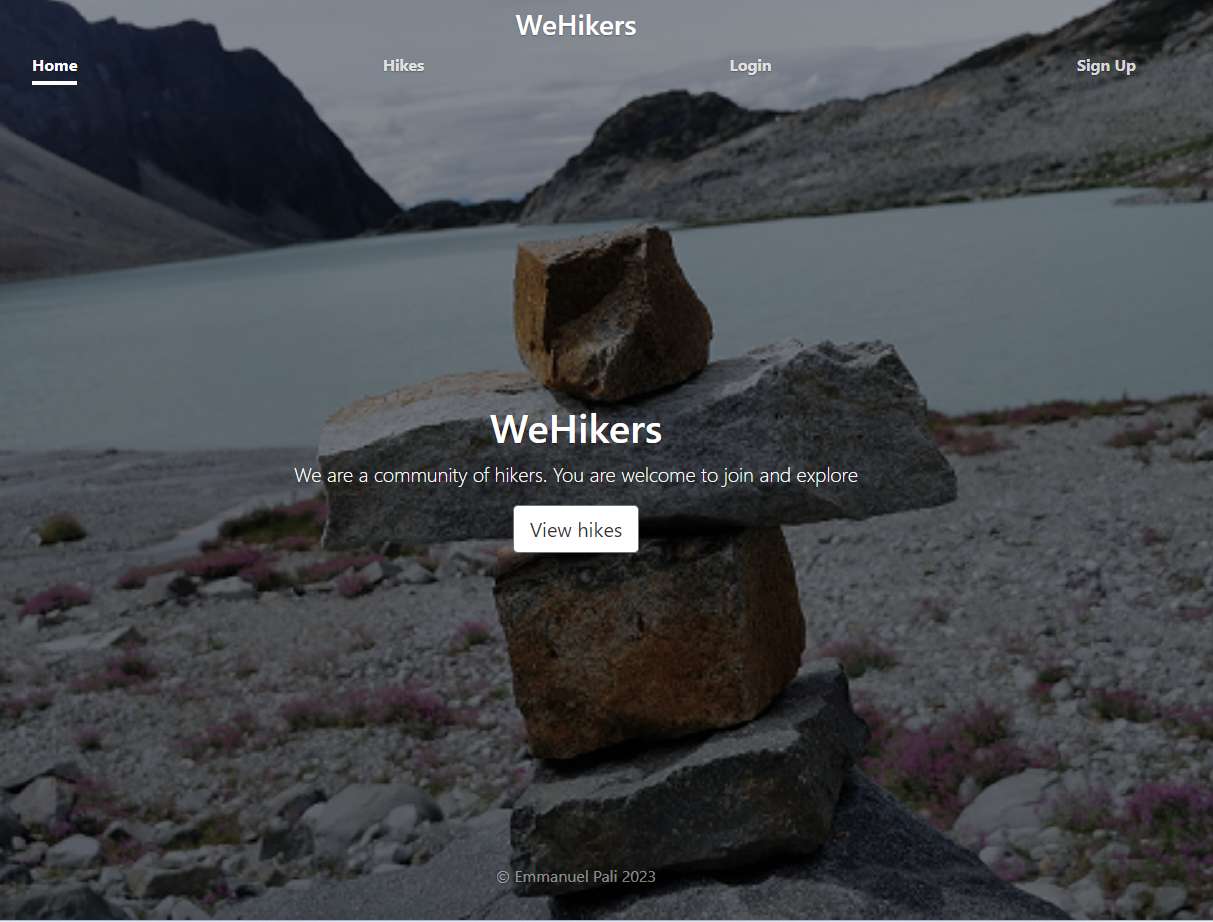 WeHikers
Home Hikes Login Sign Up
WeHikers
We are a community of hikers. You are welcome to join and explore
View hikes
© Emmanuel Pali 2023